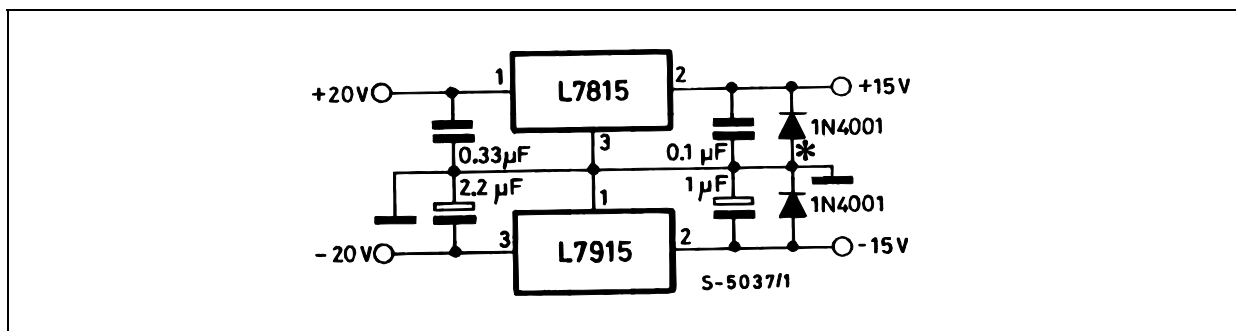 +20V
1
L7815
2
+15V
1N4001
*
3
0.33µF
0.1 µF
2.2 µF
1µF
1
1N4001
-20V
3
L7915
2
-15V
S-5037/1